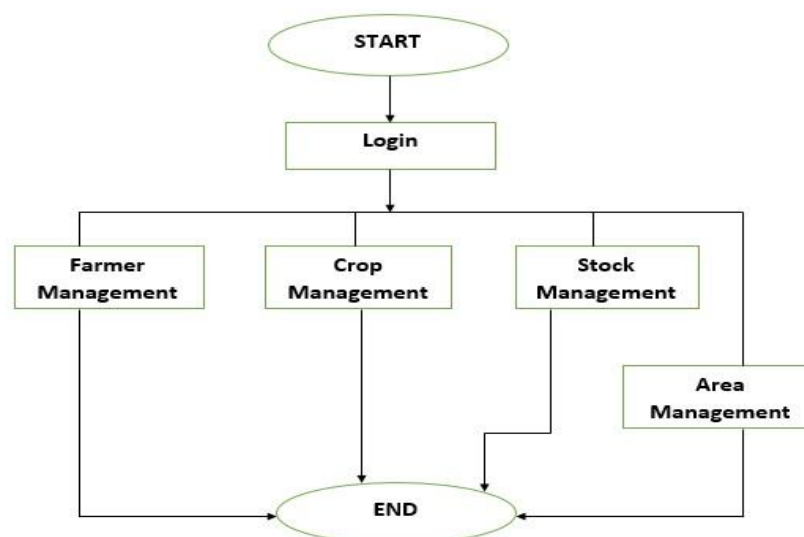 START
Login
Farmer
Management
Crop
Management
Stock
Management
Area
Management
END